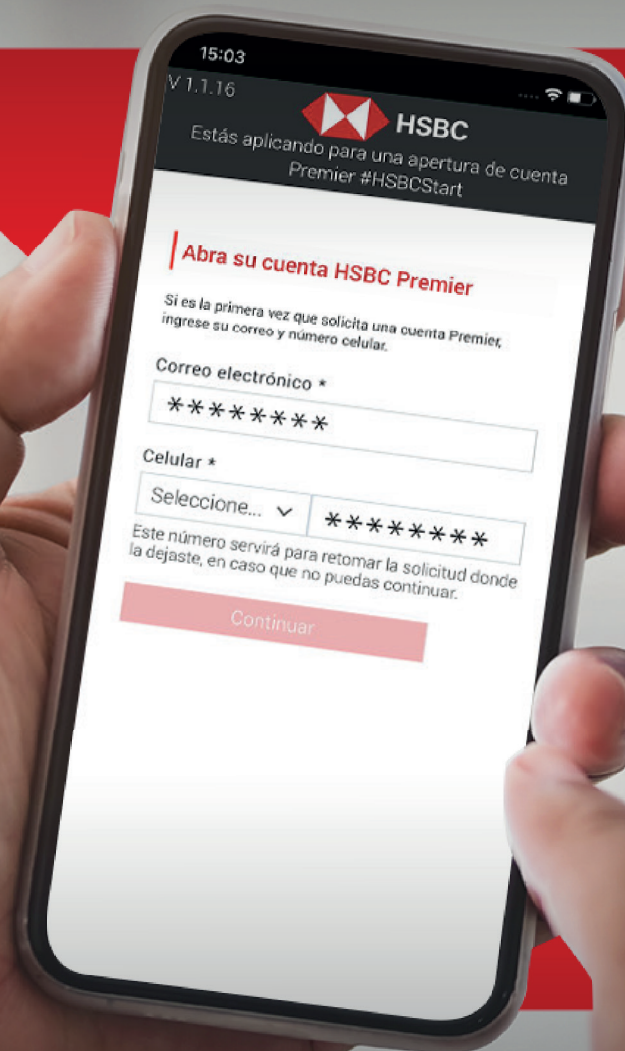 15:03
V 1.1.16
HSBC
Estás aplicando para una apertura de cuenta
Premier #HSBCStart
Abra su cuenta HSBC Premier
Si es la primera vez que solicita una cuenta Premier,
ingrese su correo y número celular.
Correo electrónico *
********
Celular *
Seleccione... ********
Este número servirá para retomar la solicitud donde
la dejaste, en caso que no puedas continuar.
Continuar